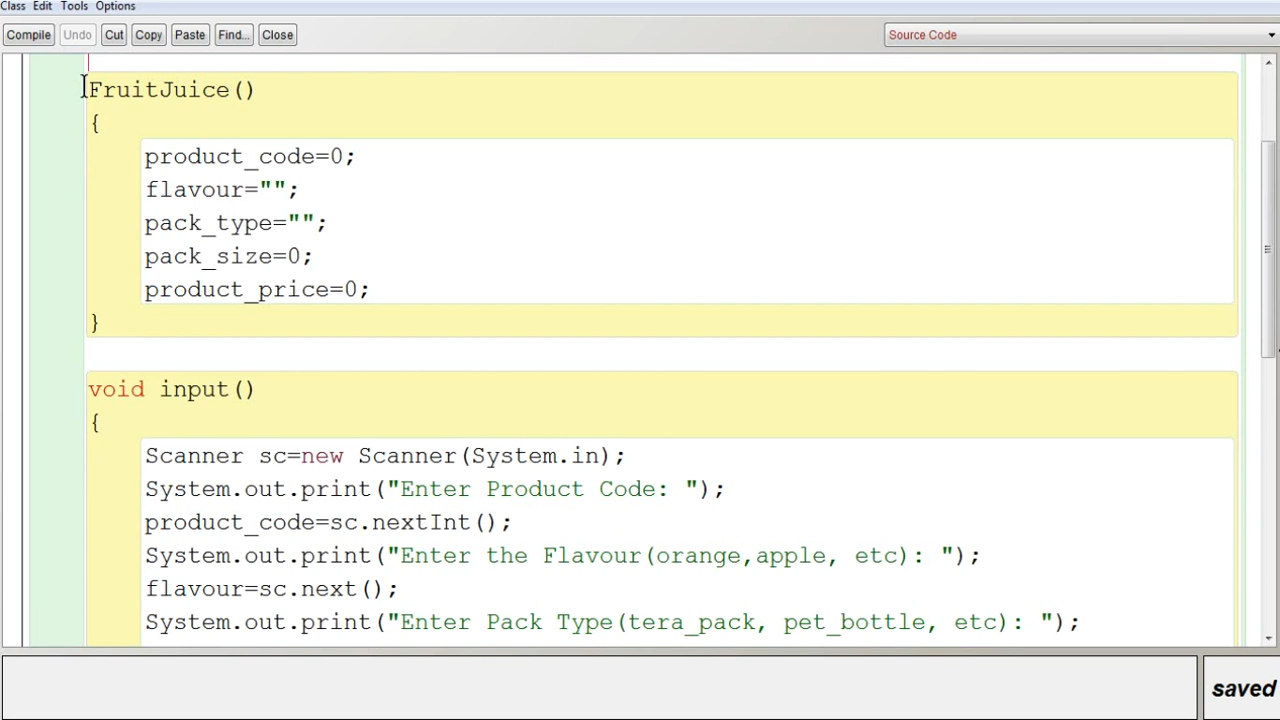 Class Edit Tools Options
Compile Undo Cut Copy Paste Find... Close Source Code
FruitJuice()
{
product_code=0;
flavour="";
pack_type="";
pack_size=0;
product_price=0;
}
void input()
{
Scanner sc=new Scanner(System.in);
System.out.print("Enter Product Code: ");
product_code=sc.nextInt();
System.out.print("Enter the Flavour(orange,apple, etc): ");
flavour=sc.next();
System.out.print("Enter Pack Type(tera_pack, pet_bottle, etc): ");
saved